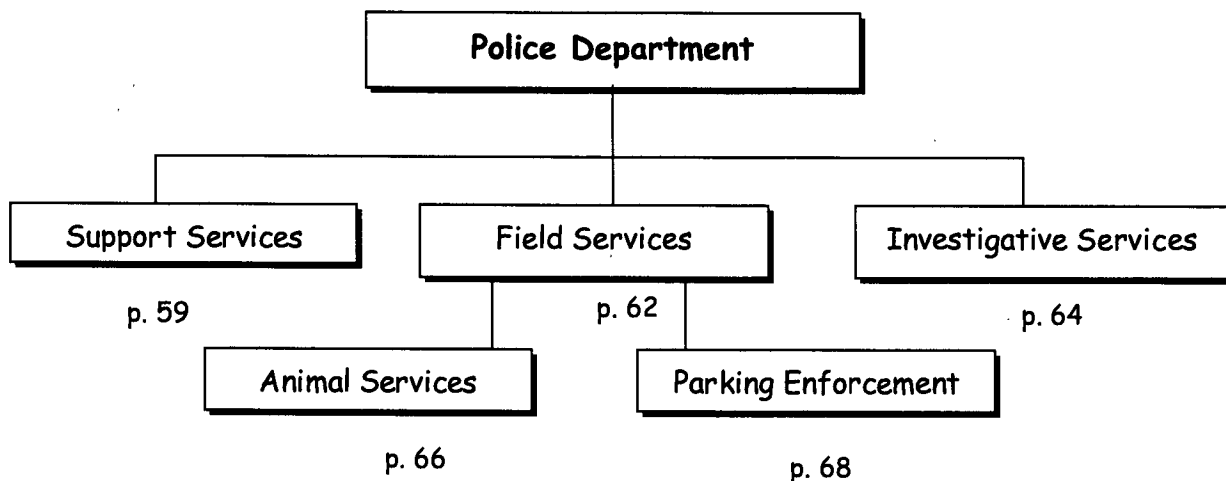 Police Department
Support Services
Field Services
Investigative Services
p. 59
p. 62
p. 64
Animal Services
Parking Enforcement
p. 66
p. 68